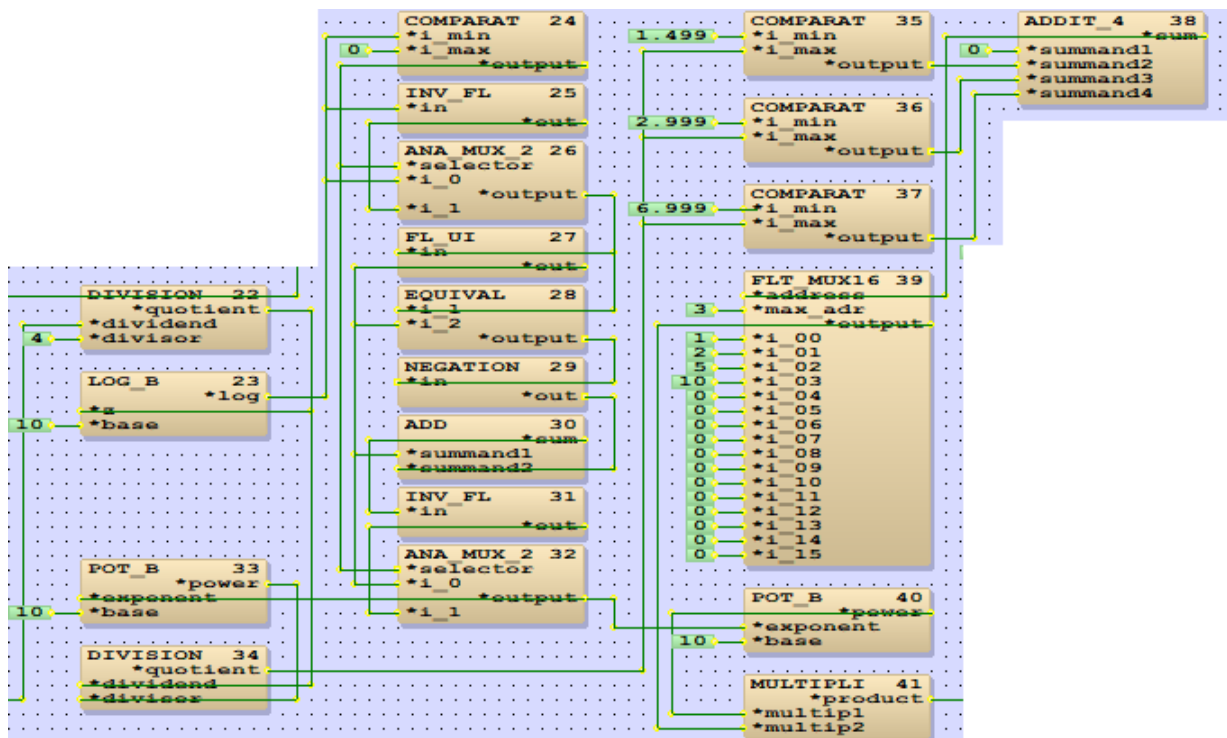 DIVISION 22
*quotient
*dividend
4 *divisor
LOG_B 23
*log
*z
10 *base
POT_B 33
*power
*exponent
10 *base
DIVISION 34
*quotient
*dividend
*divisor
COMPARAT 24
*i_min
0 *i_max
*output
INV_FL 25
*in
*out
ANA_MUX_2 26
*selector
*i_0
*output
*i_1
FL_UI 27
*in
*out
EQUIVAL 28
*i_1
*i_2
*output
NEGATION 29
*in
*out
ADD 30
*sum
*summand1
*summand2
INV_FL 31
*in
*out
ANA_MUX_2 32
*selector
*i_0
*output
*i_1
COMPARAT 35
1.499 *i_min
*i_max
*output
COMPARAT 36
2.999 *i_min
*i_max
*output
COMPARAT 37
6.999 *i_min
*i_max
*output
FLT_MUX16 39
*address
3 *max_adr
*output
1 *i_00
2 *i_01
5 *i_02
10 *i_03
0 *i_04
0 *i_05
0 *i_06
0 *i_07
0 *i_08
0 *i_09
0 *i_10
0 *i_11
0 *i_12
0 *i_13
0 *i_14
0 *i_15
POT_B 40
*power
*exponent
10 *base
MULTIPLI 41
*product
*multip1
*multip2
ADDIT_4 38
*sum
0 *summand1
*summand2
*summand3
*summand4